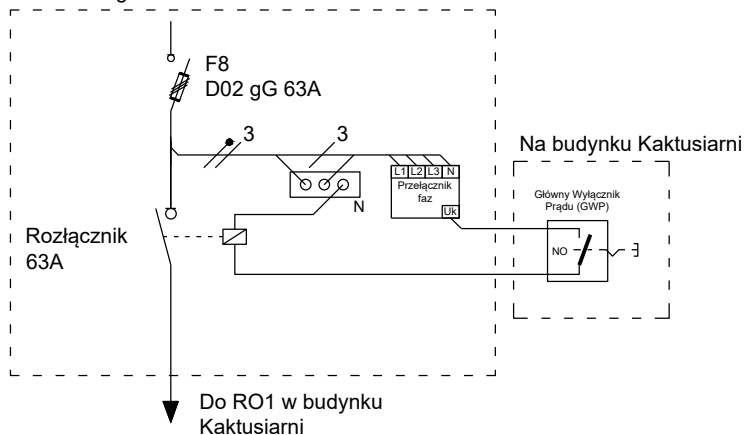 F8
D02 gG 63A
3
3
Na budynku Kaktusiarni
L1 L2 L3 N
Przełącznik
faz
Uk
N
Główny Wyłącznik
Prądu (GWP)
NO
Rozłącznik
63A
Do RO1 w budynku
Kaktusiarni